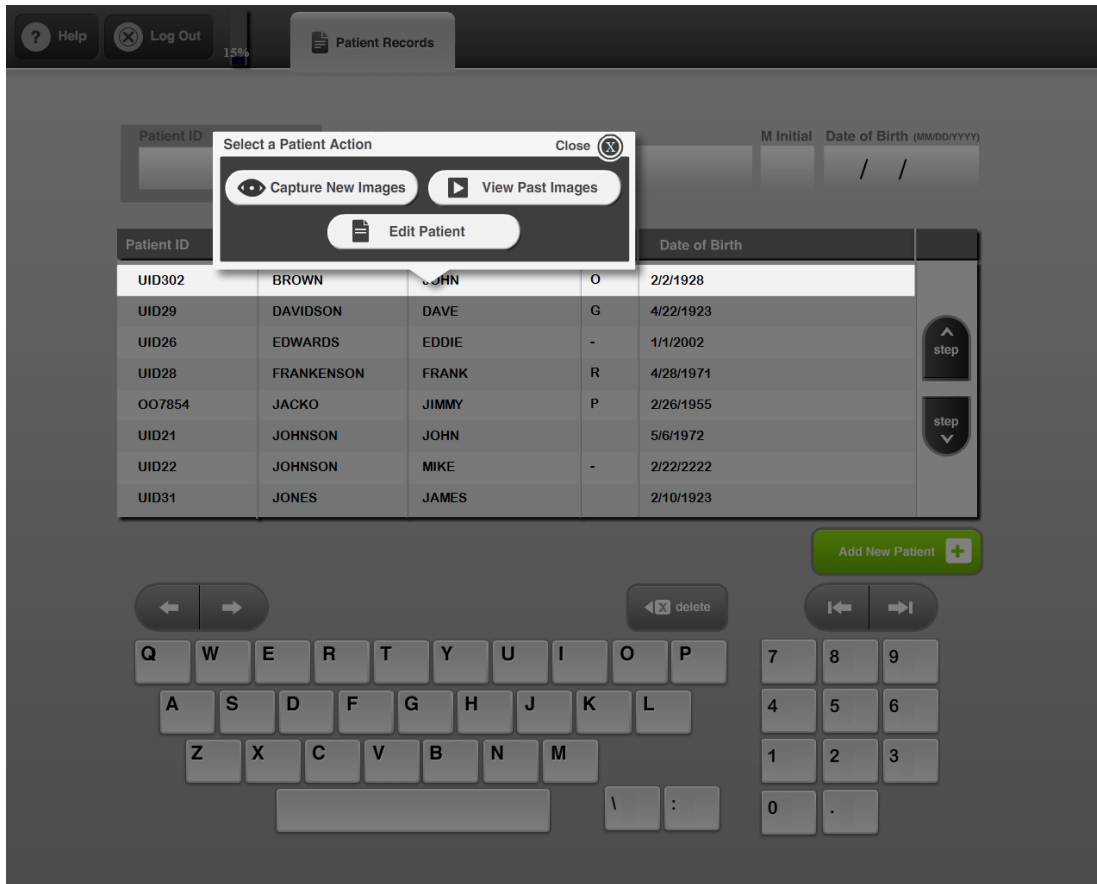 ? Help
X Log Out
15%
Patient Records
Patient ID
M Initial Date of Birth (MM/DD/YYYY)
/ /
Select a Patient Action
Close X
Capture New Images
View Past Images
Edit Patient
Patient ID Date of Birth
UID302 BROWN JOHN O 2/2/1928
UID29 DAVIDSON DAVE G 4/22/1923
UID26 EDWARDS EDDIE - 1/1/2002
UID28 FRANKENSON FRANK R 4/28/1971
OO7854 JACKO JIMMY P 2/26/1955
UID21 JOHNSON JOHN 5/6/1972
UID22 JOHNSON MIKE - 2/22/2222
UID31 JONES JAMES 2/10/1923
step
step
Add New Patient +
X delete
Q W E R T Y U I O P 7 8 9
A S D F G H J K L 4 5 6
Z X C V B N M 1 2 3
\ : 0 .